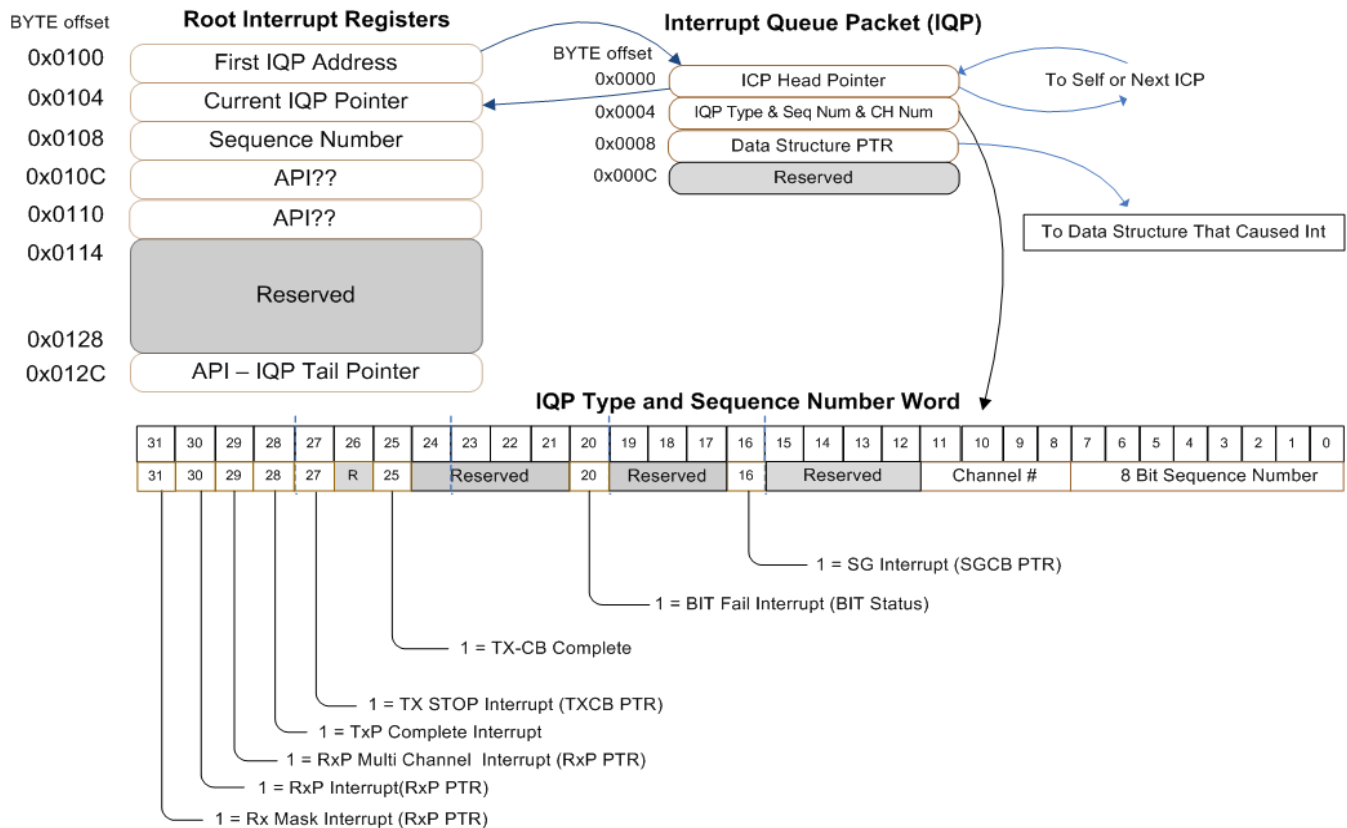 BYTE offset
Root Interrupt Registers
0x0100
First IQP Address
0x0104
Current IQP Pointer
0x0108
Sequence Number
0x010C
API??
0x0110
API??
0x0114
Reserved
0x0128
0x012C
API – IQP Tail Pointer
Interrupt Queue Packet (IQP)
BYTE offset
0x0000
ICP Head Pointer
To Self or Next ICP
0x0004
IQP Type & Seq Num & CH Num
0x0008
Data Structure PTR
0x000C
Reserved
To Data Structure That Caused Int
IQP Type and Sequence Number Word
31 30 29 28 27 26 25 24 23 22 21 20 19 18 17 16 15 14 13 12 11 10 9 8 7 6 5 4 3 2 1 0
31 30 29 28 27 R 25 Reserved 20 Reserved 16 Reserved Channel # 8 Bit Sequence Number
1 = SG Interrupt (SGCB PTR)
1 = BIT Fail Interrupt (BIT Status)
1 = TX-CB Complete
1 = TX STOP Interrupt (TXCB PTR)
1 = TxP Complete Interrupt
1 = RxP Multi Channel Interrupt (RxP PTR)
1 = RxP Interrupt(RxP PTR)
1 = Rx Mask Interrupt (RxP PTR)